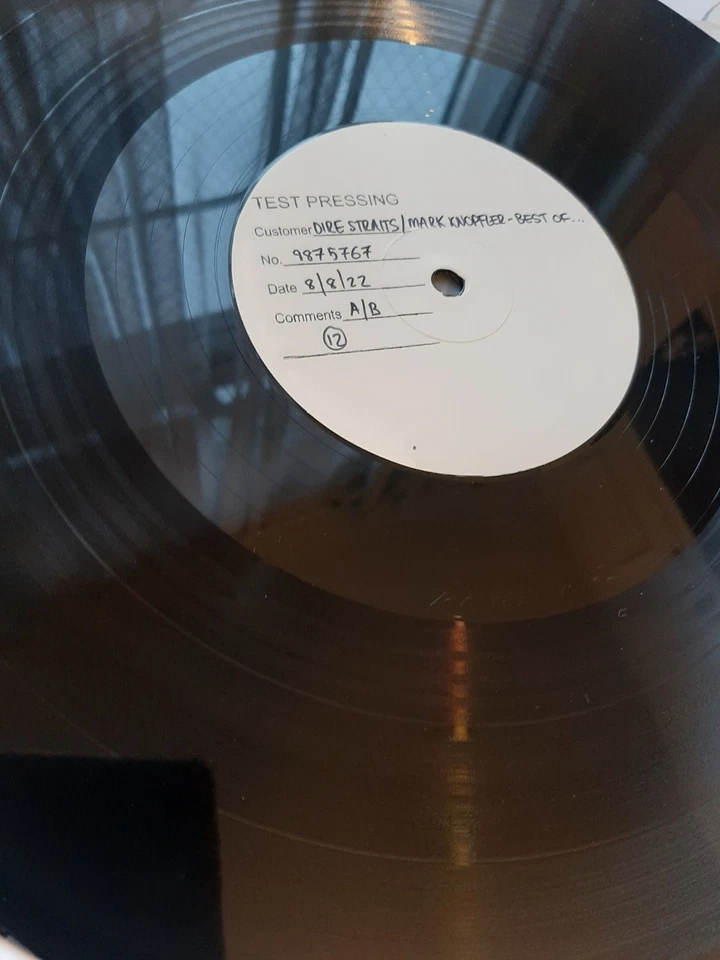 TEST PRESSING
Customer DIRE STRAITS/MARK KNOPFLER-BEST OF...
No. 9875767
Date 8/8/22
Comments A/B
12